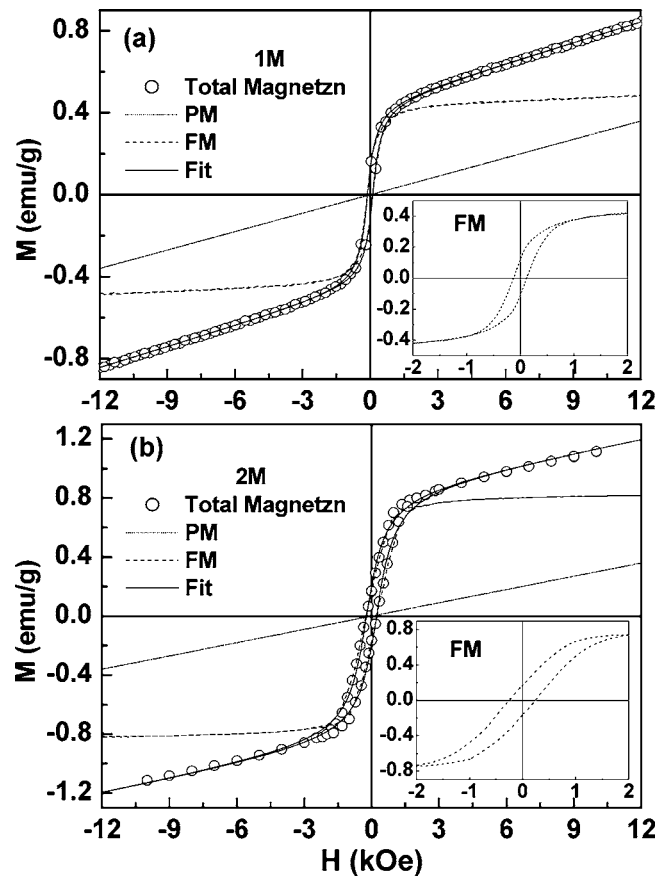 (a)
1M
Total Magnetzn
PM
FM
Fit
M (emu/g)
0.8
0.4
0.0
-0.4
-0.8
-12 -9 -6 -3 0 3 6 9 12
FM
0.4
0.2
0.0
-0.2
-0.4
-2 -1 0 1 2
(b)
2M
Total Magnetzn
PM
FM
Fit
M (emu/g)
1.2
0.8
0.4
0.0
-0.4
-0.8
-1.2
-12 -9 -6 -3 0 3 6 9 12
H (kOe)
FM
0.8
0.4
0.0
-0.4
-0.8
-2 -1 0 1 2